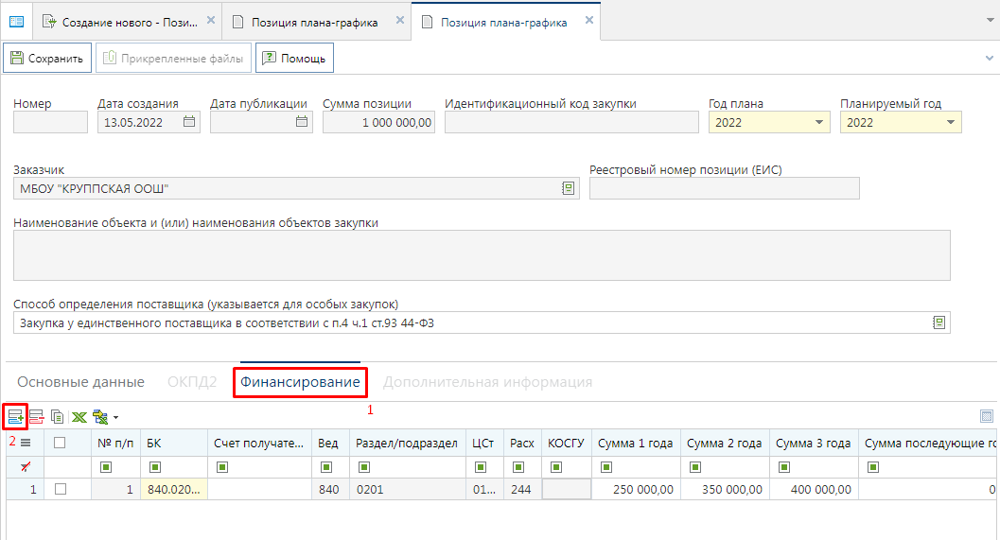 Создание нового - Пози...
Позиция плана-графика
Позиция плана-графика
Сохранить
Прикрепленные файлы
Помощь
Номер Дата создания Дата публикации Сумма позиции Идентификационный код закупки Год плана Планируемый год
13.05.2022 1 000 000,00 2022 2022
Заказчик Реестровый номер позиции (ЕИС)
МБОУ "КРУППСКАЯ ООШ"
Наименование объекта и (или) наименования объектов закупки
Способ определения поставщика (указывается для особых закупок)
Закупка у единственного поставщика в соответствии с п.4 ч.1 ст.93 44-ФЗ
Основные данные ОКПД2 Финансирование Дополнительная информация
1
2
№ п/п БК Счет получате... Вед Раздел/подраздел ЦСт Расх КОСГУ Сумма 1 года Сумма 2 года Сумма 3 года Сумма последующие го
1 1 840.020... 840 0201 01... 244 250 000,00 350 000,00 400 000,00 0